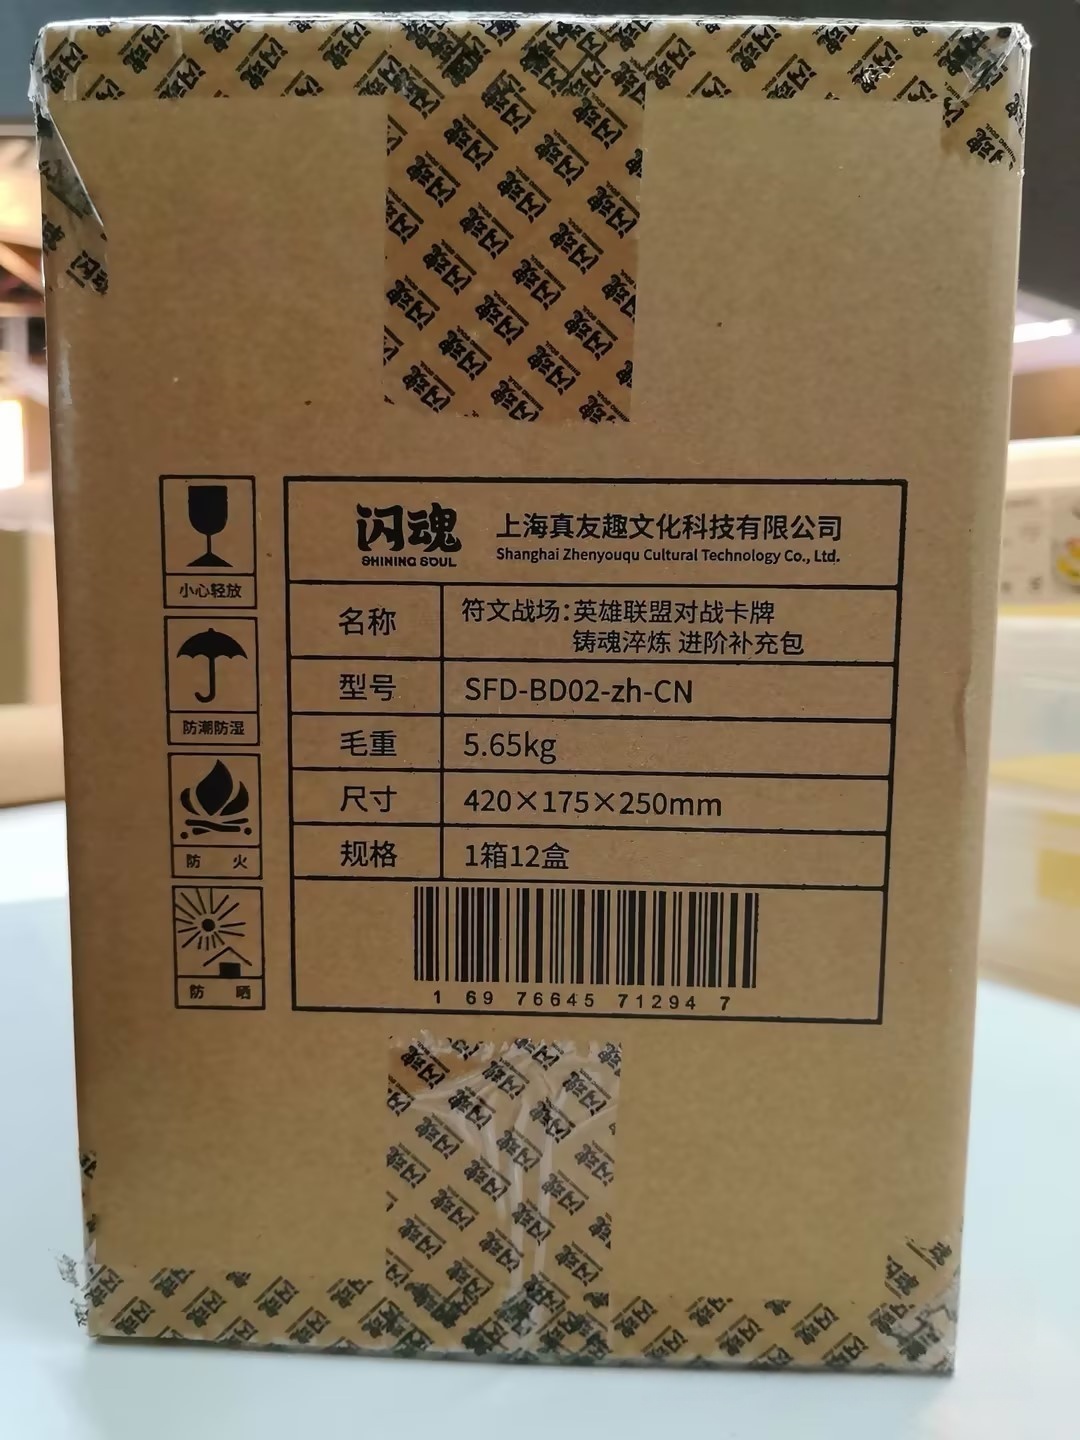 闪魂
SHINING SOUL
上海真友趣文化科技有限公司
Shanghai Zhenyouqu Cultural Technology Co., Ltd.
小心轻放
名称
符文战场：英雄联盟对战卡牌
铸魂淬炼 进阶补充包
型号
SFD-BD02-zh-CN
防潮防湿
毛重
5.65kg
尺寸
420×175×250mm
防 火
规格
1箱12盒
防 晒
1 69 76645 71294 7